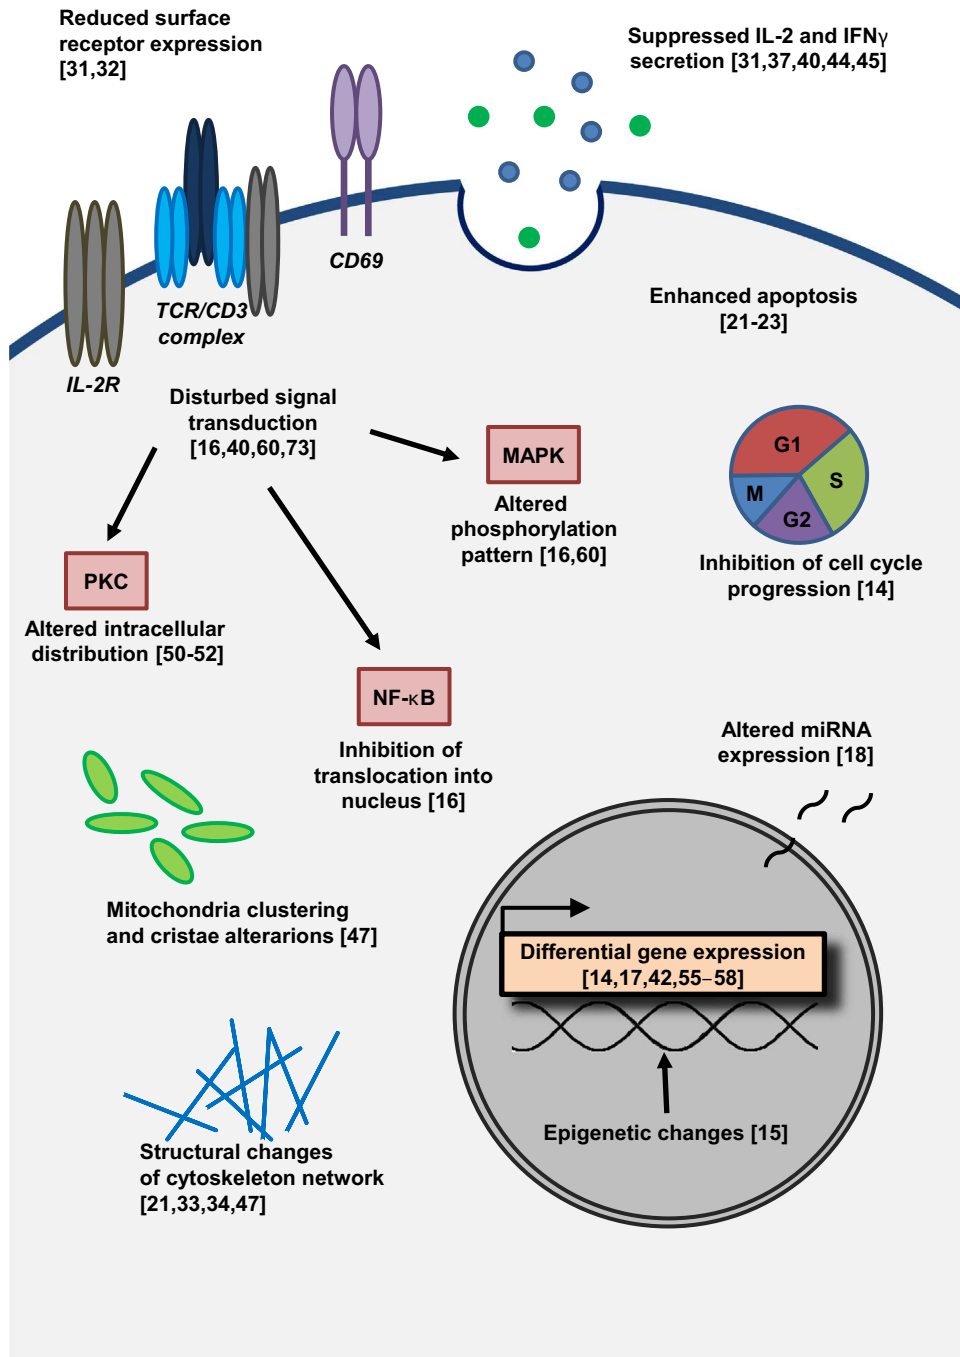 Reduced surface
receptor expression
[31,32]
Suppressed IL-2 and IFNγ
secretion [31,37,40,44,45]
CD69
TCR/CD3
complex
IL-2R
Enhanced apoptosis
[21-23]
Disturbed signal
transduction
[16,40,60,73]
MAPK
Altered
phosphorylation
pattern [16,60]
G1
S
M
G2
Inhibition of cell cycle
progression [14]
PKC
Altered intracellular
distribution [50-52]
NF-κB
Inhibition of
translocation into
nucleus [16]
Altered miRNA
expression [18]
Mitochondria clustering
and cristae alterarions [47]
Differential gene expression
[14,17,42,55–58]
Epigenetic changes [15]
Structural changes
of cytoskeleton network
[21,33,34,47]